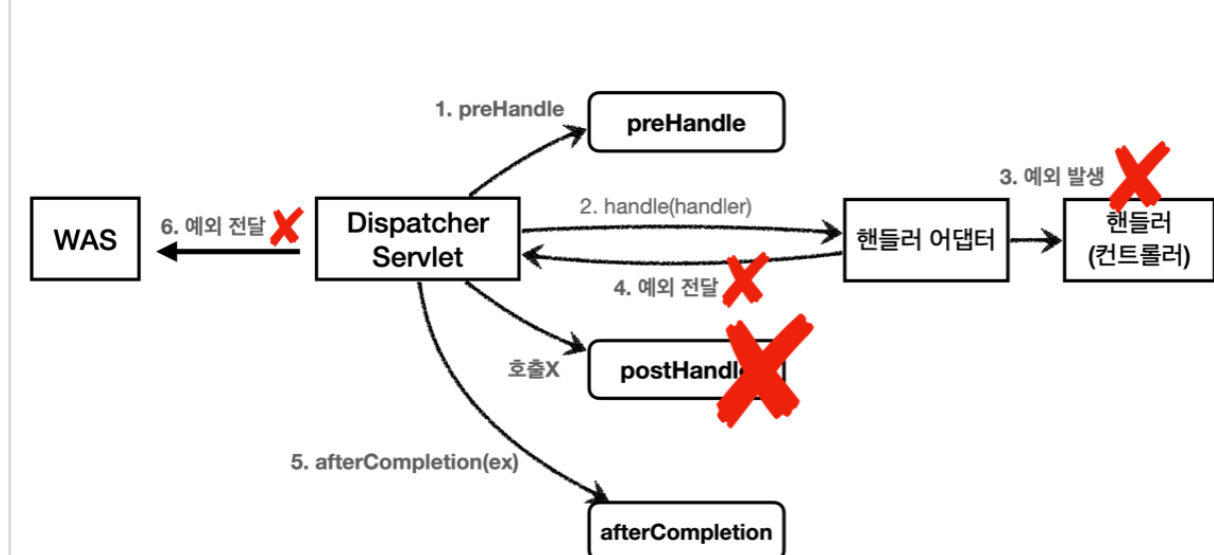 1. preHandle
preHandle
3. 예외 발생
WAS
6. 예외 전달
Dispatcher
Servlet
2. handle(handler)
핸들러 어댑터
핸들러
(컨트롤러)
4. 예외 전달
호출X
postHandle
5. afterCompletion(ex)
afterCompletion